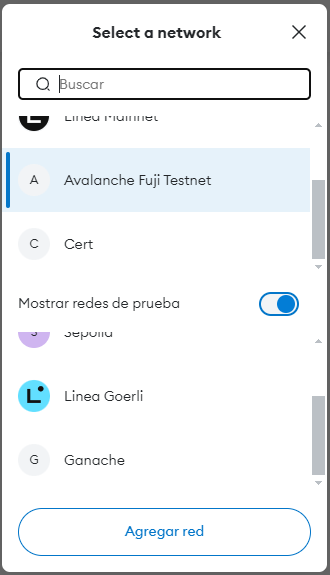 Select a network
Buscar
Linea Mainnet
A Avalanche Fuji Testnet
C Cert
Mostrar redes de prueba
S Sepolia
L Linea Goerli
G Ganache
Agregar red